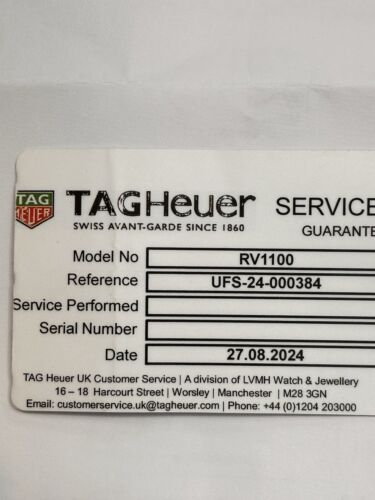 TAG
HEUER
TAGHeuer SERVICE
SWISS AVANT-GARDE SINCE 1860 GUARANTE
Model No RV1100
Reference UFS-24-000384
Service Performed
Serial Number
Date 27.08.2024
TAG Heuer UK Customer Service | A division of LVMH Watch & Jewellery
16 – 18 Harcourt Street | Worsley | Manchester | M28 3GN
Email: customerservice.uk@tagheuer.com | Phone: +44 (0)1204 203000